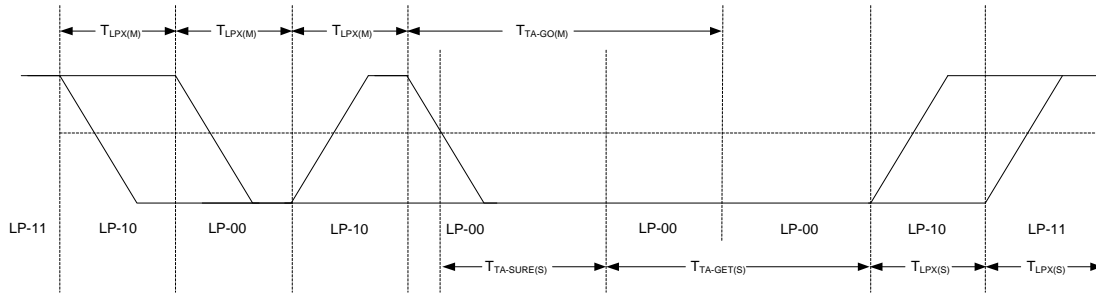 TLPX(M) TLPX(M) TLPX(M) TTA-GO(M)
LP-11 LP-10 LP-00 LP-10 LP-00 LP-00 LP-00 LP-10 LP-11
TTA-SURE(S) TTA-GET(S) TLPX(S) TLPX(S)